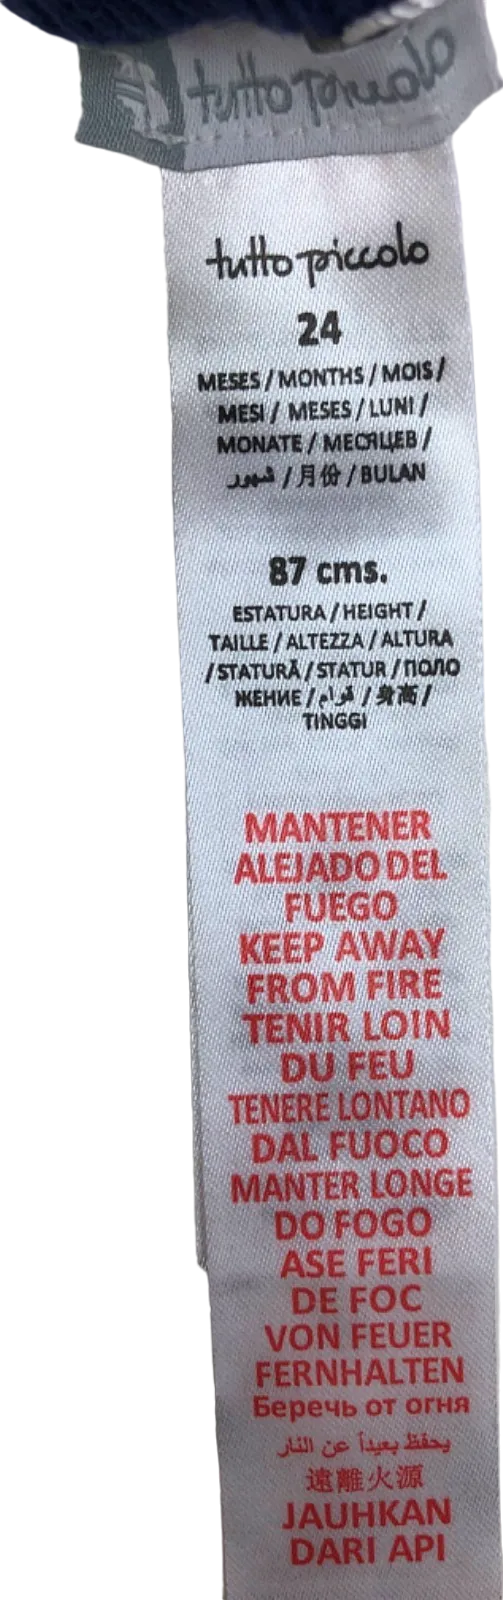 tutto piccolo
tutto piccolo
24
MESES / MONTHS / MOIS /
MESI / MESES / LUNI /
MONATE / МЕСЯЦЕВ /
شهور / 月份 / BULAN
87 cms.
ESTATURA / HEIGHT /
TAILLE / ALTEZZA / ALTURA
/ STATURĂ / STATUR / ПОЛО
ЖЕНИЕ / قوام / 身高 /
TINGGI
MANTENER
ALEJADO DEL
FUEGO
KEEP AWAY
FROM FIRE
TENIR LOIN
DU FEU
TENERE LONTANO
DAL FUOCO
MANTER LONGE
DO FOGO
ASE FERI
DE FOC
VON FEUER
FERNHALTEN
Беречь от огня
يحفظ بعيداً عن النار
遠離火源
JAUHKAN
DARI API